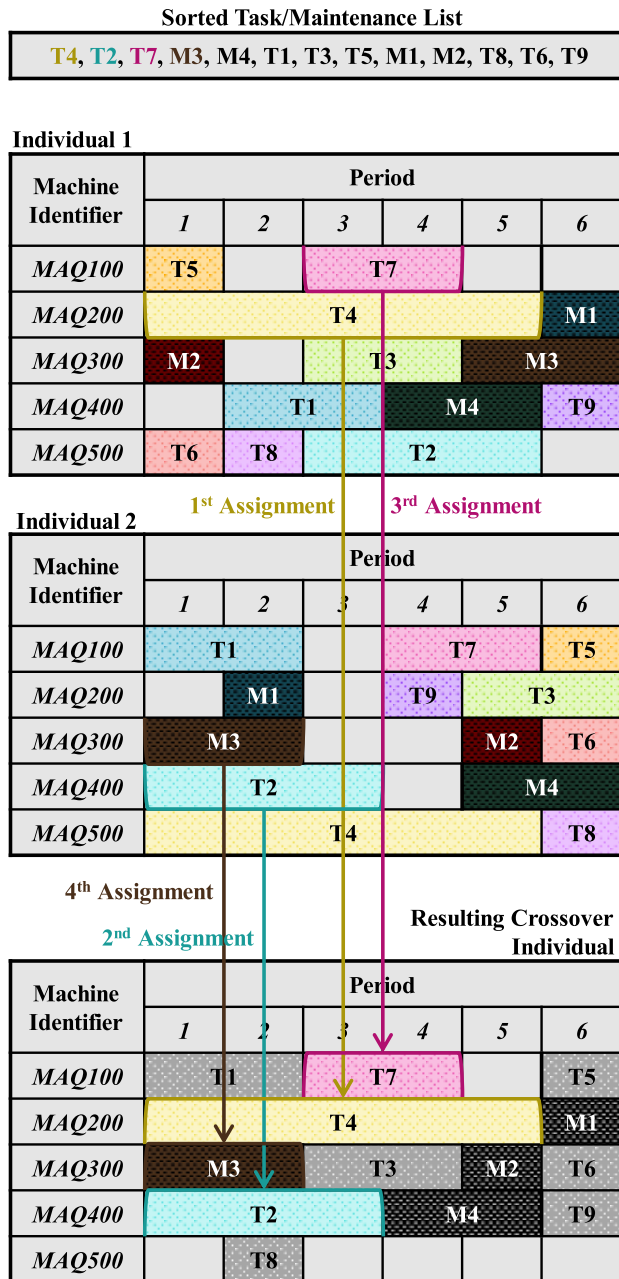 Sorted Task/Maintenance List
T4, T2, T7, M3, M4, T1, T3, T5, M1, M2, T8, T6, T9
Individual 1
Machine Identifier
Period
1 2 3 4 5 6
MAQ100 T5 T7
MAQ200 T4 M1
MAQ300 M2 T3 M3
MAQ400 T1 M4 T9
MAQ500 T6 T8 T2
1st Assignment
3rd Assignment
Individual 2
Machine Identifier
Period
1 2 3 4 5 6
MAQ100 T1 T7 T5
MAQ200 M1 T9 T3
MAQ300 M3 M2 T6
MAQ400 T2 M4
MAQ500 T4 T8
4th Assignment
2nd Assignment
Resulting Crossover
Individual
Machine Identifier
Period
1 2 3 4 5 6
MAQ100 T1 T7 T5
MAQ200 T4 M1
MAQ300 M3 T3 M2 T6
MAQ400 T2 M4 T9
MAQ500 T8